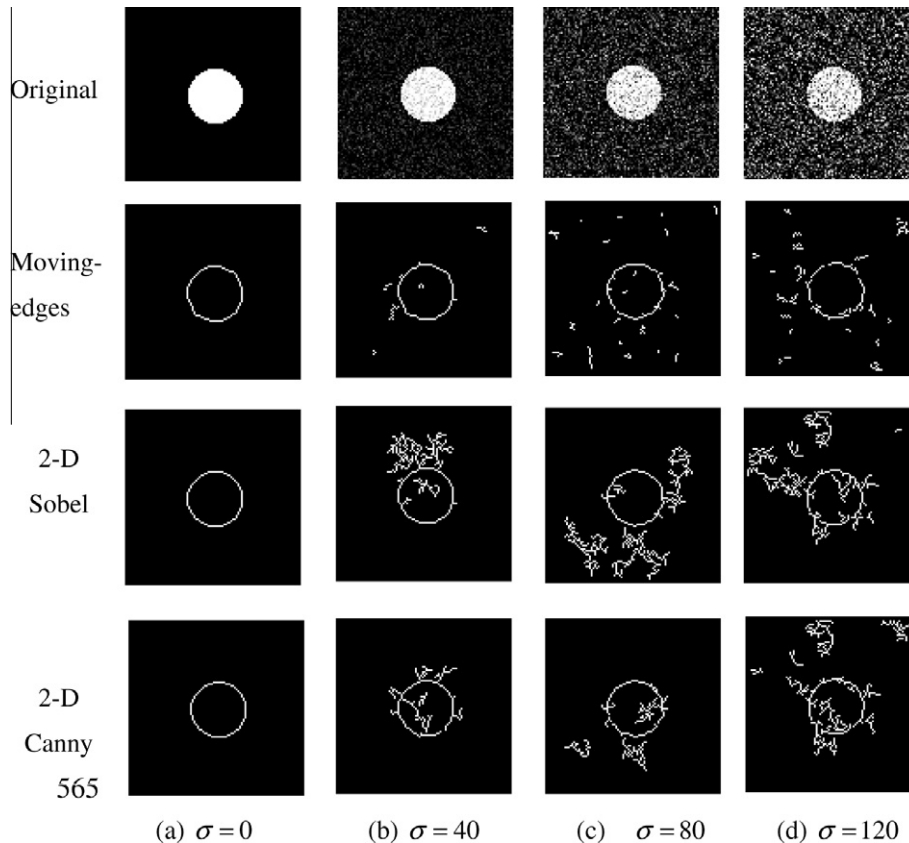 Original
Moving-
edges
2-D
Sobel
2-D
Canny
565
(a) σ = 0 (b) σ = 40 (c) σ = 80 (d) σ = 120